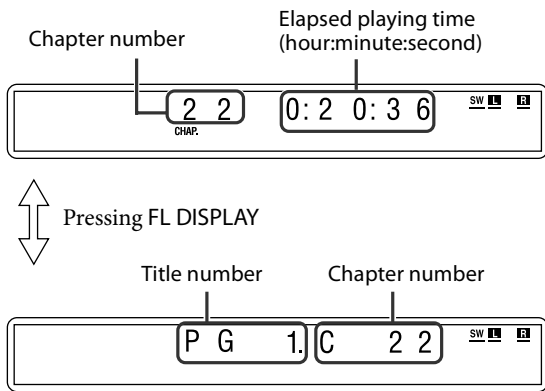 Elapsed playing time
Chapter number
(hour:minute:second)
2 2 0:2 0:3 6 SW L R
CHAP.
Pressing FL DISPLAY
Title number Chapter number
P G 1. C 2 2 SW L R